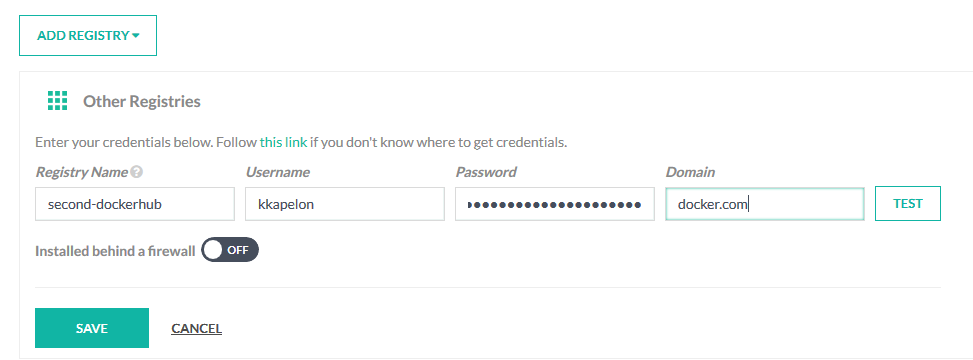 ADD REGISTRY
Other Registries
Enter your credentials below. Follow this link if you don't know where to get credentials.
Registry Name ? Username Password Domain
second-dockerhub kkapelon ●●●●●●●●●●●●●●●●●●●●●● docker.com TEST
Installed behind a firewall OFF
SAVE CANCEL